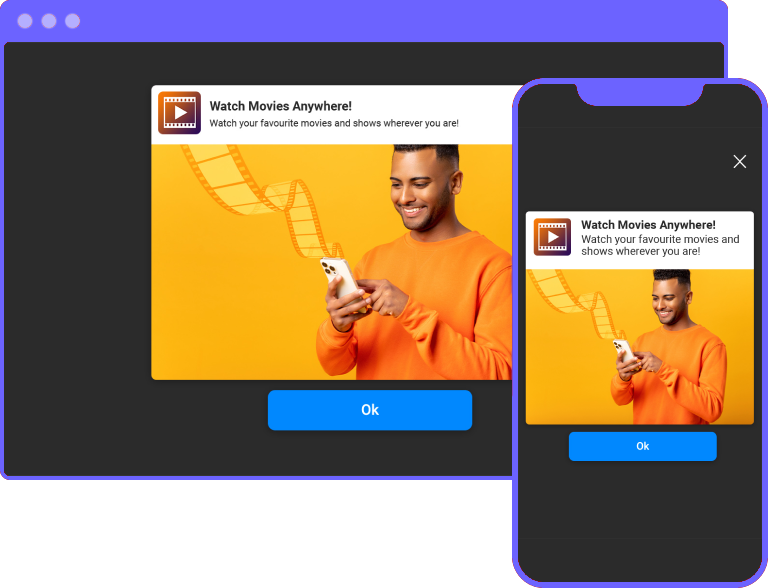 Watch Movies Anywhere!
Watch your favourite movies and shows wherever you are!
Ok
Watch Movies Anywhere!
Watch your favourite movies and
shows wherever you are!
Ok